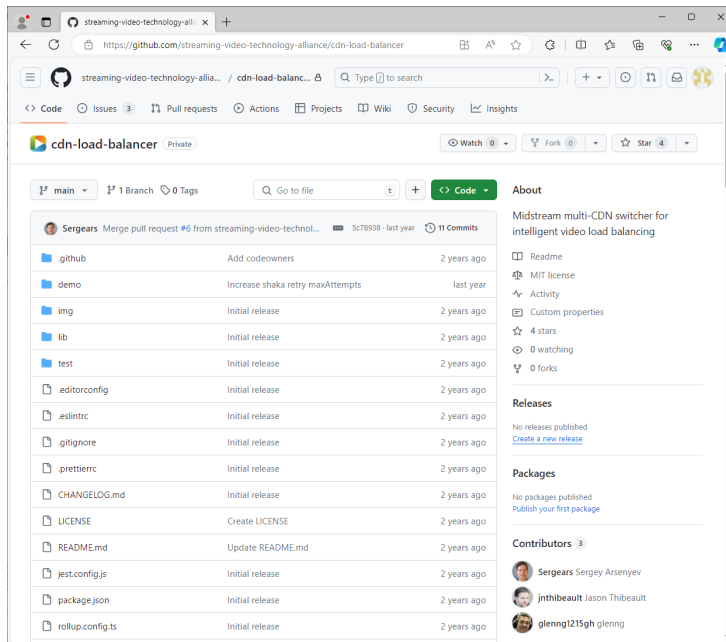 streaming-video-technology-alli
https://github.com/streaming-video-technology-alliance/cdn-load-balancer
streaming-video-technology-allia... / cdn-load-balanc...
Type / to search
Code
Issues 3
Pull requests
Actions
Projects
Wiki
Security
Insights
cdn-load-balancer Private
Watch 0
Fork 0
Star 4
main
1 Branch
0 Tags
Go to file t
Code
Sergears Merge pull request #6 from streaming-video-technol... 5c78938 · last year 11 Commits
.github Add codeowners 2 years ago
demo Increase shaka retry maxAttempts last year
img Initial release 2 years ago
lib Initial release 2 years ago
test Initial release 2 years ago
.editorconfig Initial release 2 years ago
.eslintrc Initial release 2 years ago
.gitignore Initial release 2 years ago
.prettierrc Initial release 2 years ago
CHANGELOG.md Initial release 2 years ago
LICENSE Create LICENSE 2 years ago
README.md Update README.md 2 years ago
jest.config.js Initial release 2 years ago
package.json Initial release 2 years ago
rollup.config.ts Initial release 2 years ago
About
Midstream multi-CDN switcher for
intelligent video load balancing
Readme
MIT license
Activity
Custom properties
4 stars
0 watching
0 forks
Releases
No releases published
Create a new release
Packages
No packages published
Publish your first package
Contributors 3
Sergears Sergey Arsenyev
jnthibeault Jason Thibeault
glenng1215gh glenng